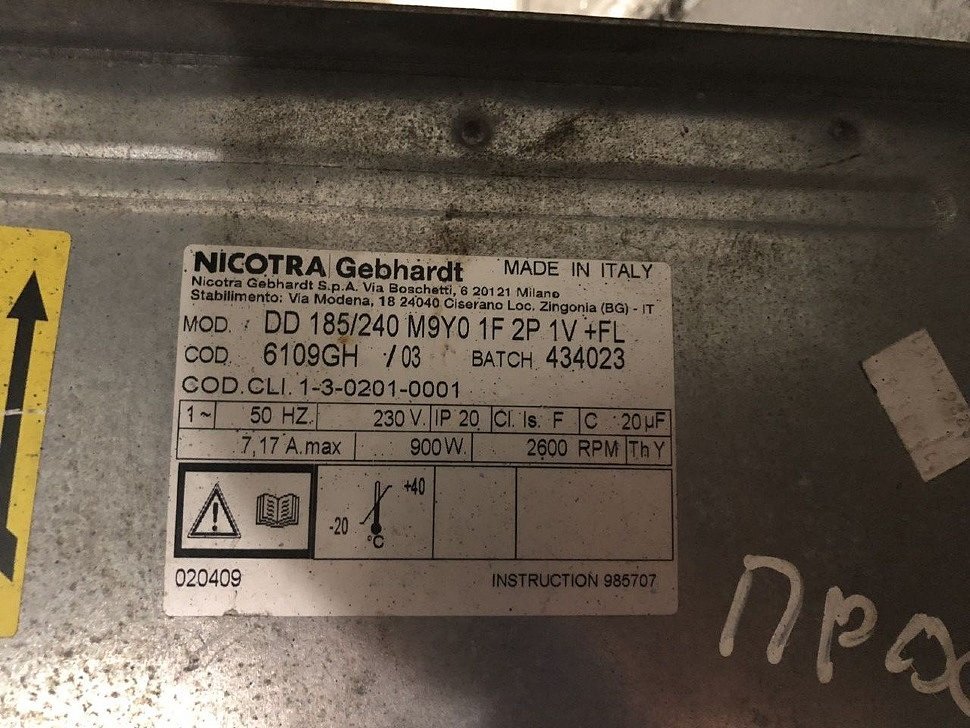 NICOTRA Gebhardt MADE IN ITALY
Nicotra Gebhardt S.p.A. Via Boschetti, 6 20121 Milano
Stabilimento: Via Modena, 18 24040 Ciserano Loc. Zingonia (BG) - IT
MOD. DD 185/240 M9Y0 1F 2P 1V +FL
COD. 6109GH /03 BATCH 434023
COD.CLI. 1-3-0201-0001
1~ 50 HZ. 230 V. IP 20 Cl. Is. F C 20 µF
7,17 A.max 900 W. 2600 RPM Th Y
+40
-20
°C
020409 INSTRUCTION 985707